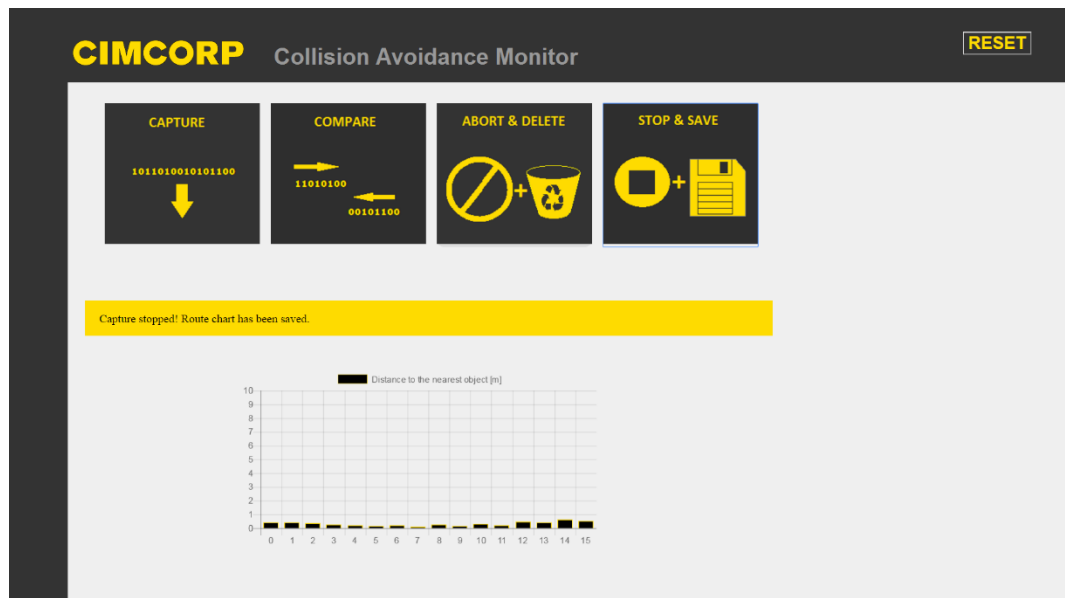 CIMCORP Collision Avoidance Monitor
RESET
CAPTURE
1011010010101100
COMPARE
11010100
00101100
ABORT & DELETE
+
STOP & SAVE
+
Capture stopped! Route chart has been saved.
Distance to the nearest object [m]
10
9
8
7
6
5
4
3
2
1
0
0 1 2 3 4 5 6 7 8 9 10 11 12 13 14 15